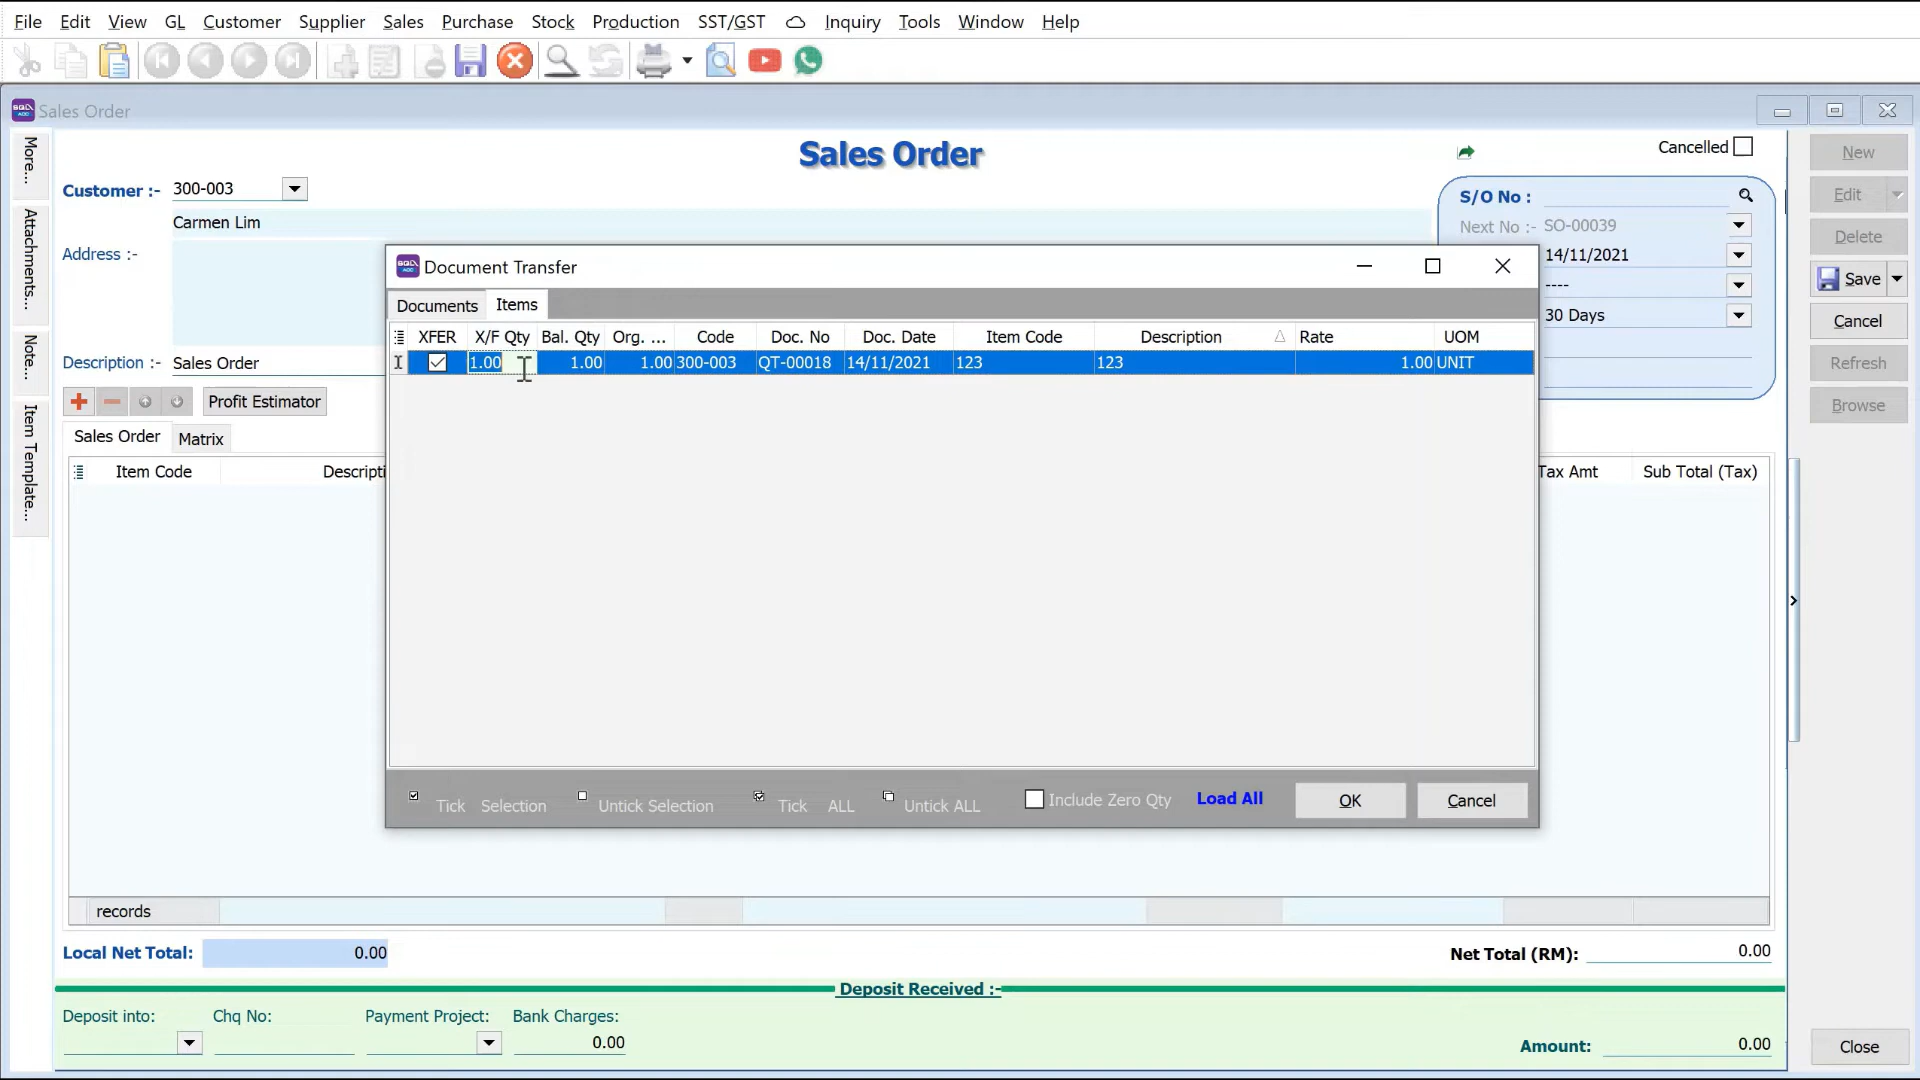 File Edit View GL Customer Supplier Sales Purchase Stock Production SST/GST Inquiry Tools Window Help
Sales Order
Sales Order
Cancelled
More...
Attachments...
Note...
Item Template...
Customer :- 300-003
Carmen Lim
Address :-
Description :- Sales Order
S/O No :
Next No :- SO-00039
14/11/2021
----
30 Days
New
Edit
Delete
Save
Cancel
Refresh
Browse
Profit Estimator
Sales Order Matrix
Item Code Descripti Tax Amt Sub Total (Tax)
Document Transfer
Documents Items
XFER X/F Qty Bal. Qty Org. ... Code Doc. No Doc. Date Item Code Description Rate UOM
1.00 1.00 1.00 300-003 QT-00018 14/11/2021 123 123 1.00 UNIT
Tick Selection Untick Selection Tick ALL Untick ALL Include Zero Qty Load All OK Cancel
records
Local Net Total: 0.00
Net Total (RM): 0.00
Deposit Received :-
Deposit into: Chq No: Payment Project: Bank Charges:
0.00
Amount: 0.00
Close